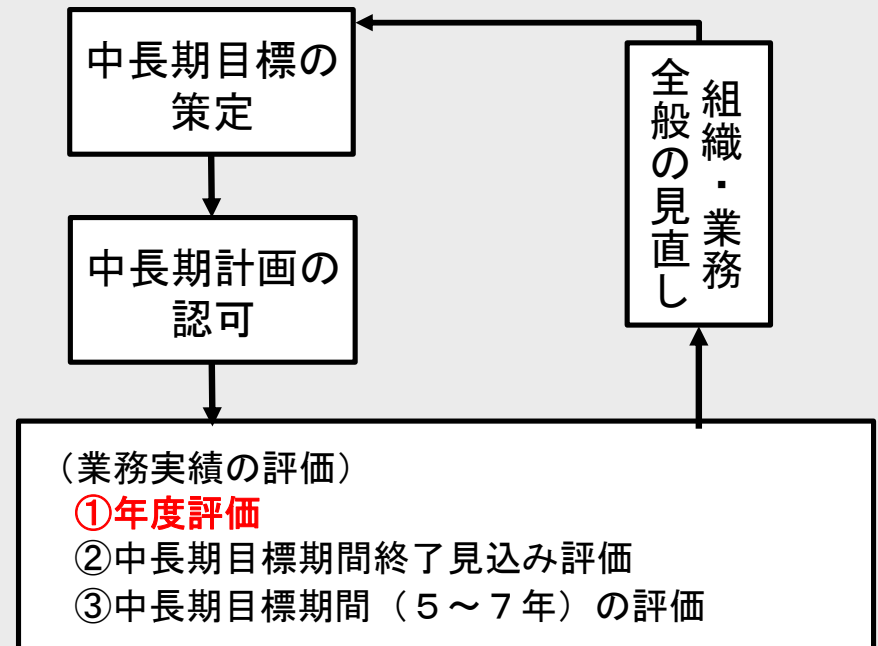 中長期目標の
策定
中長期計画の
認可
組織・業務
全般の見直し
（業務実績の評価）
①年度評価
②中長期目標期間終了見込み評価
③中長期目標期間（５～７年）の評価